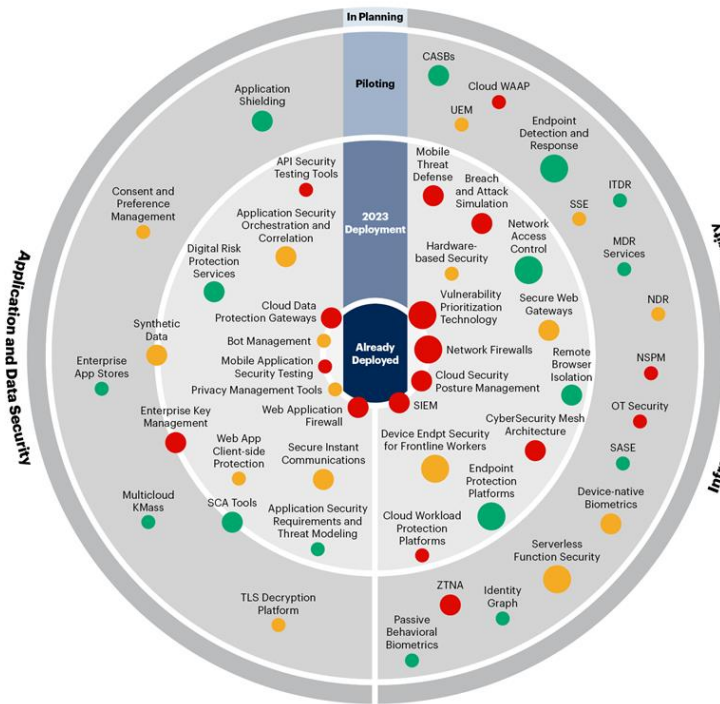 In Planning
Piloting
2023
Deployment
Already
Deployed
Application and Data Security
Application
Shielding
API Security
Testing Tools
Consent and
Preference
Management
Application Security
Orchestration and
Correlation
Digital Risk
Protection
Services
Cloud Data
Protection Gateways
Synthetic
Data
Bot Management
Enterprise
App Stores
Mobile Application
Security Testing
Privacy Management Tools
Web Application
Firewall
Enterprise Key
Management
Web App
Client-side
Protection
Secure Instant
Communications
Multicloud
KMass
SCA Tools
Application Security
Requirements and
Threat Modeling
TLS Decryption
Platform
CASBs
Cloud WAAP
UEM
Endpoint
Detection and
Response
Mobile
Threat
Defense
Breach
and Attack
Simulation
ITDR
SSE
Network
Access
Control
MDR
Services
Hardware-
based Security
Vulnerability
Prioritization
Technology
Secure Web
Gateways
NDR
Network Firewalls
Remote
Browser
Isolation
NSPM
Cloud Security
Posture Management
SIEM
OT Security
CyberSecurity Mesh
Architecture
Device Endpt Security
for Frontline Workers
SASE
Endpoint
Protection
Platforms
Device-native
Biometrics
Cloud Workload
Protection
Platforms
Serverless
Function Security
ZTNA
Identity
Graph
Passive
Behavioral
Biometrics